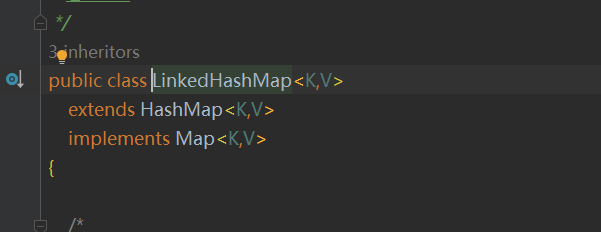 */
3 inheritors
public class LinkedHashMap<K,V>
extends HashMap<K,V>
implements Map<K,V>
{
/*